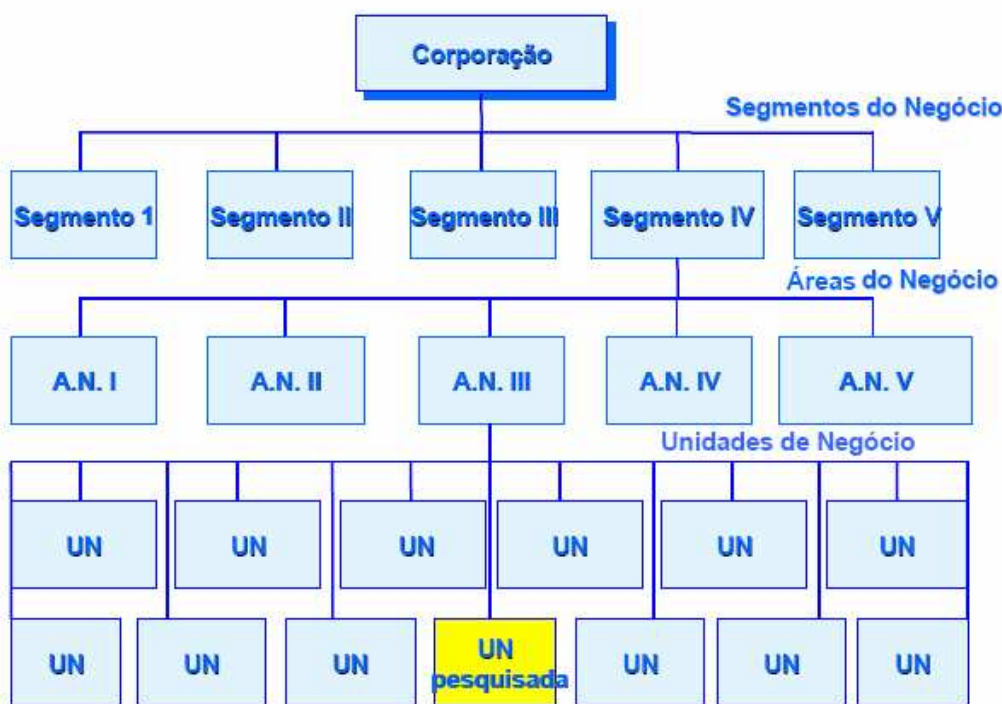 Corporação
Segmentos do Negócio
Segmento 1
Segmento II
Segmento III
Segmento IV
Segmento V
Áreas do Negócio
A.N. I
A.N. II
A.N. III
A.N. IV
A.N. V
Unidades de Negócio
UN
UN
UN
UN
UN
UN
UN
UN
UN
UN
pesquisada
UN
UN
UN